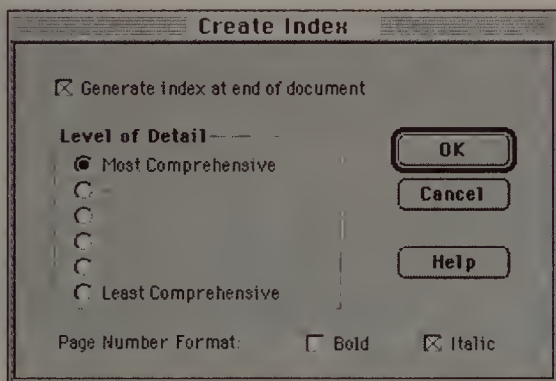 Create Index
Generate index at end of document
Level of Detail
Most Comprehensive
Least Comprehensive
OK
Cancel
Help
Page Number Format:
Bold
Italic